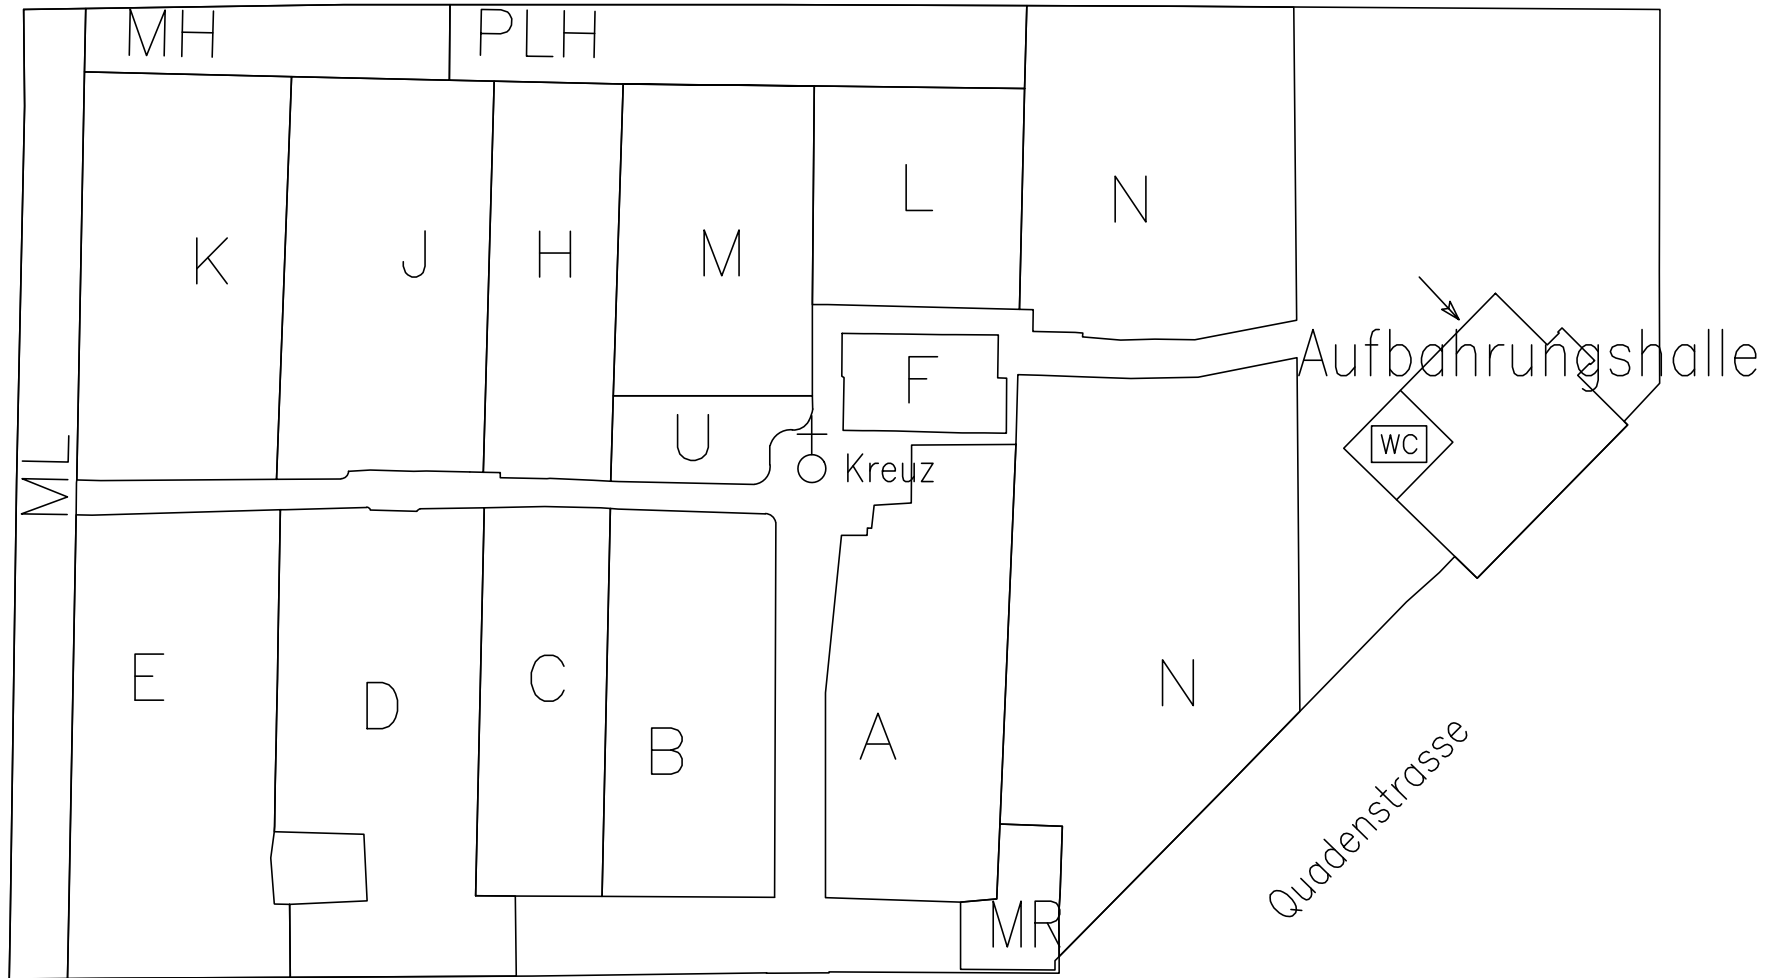 MH
PLH
L
N
K
J
H
M
Aufbahrungshalle
F
U
WC
ML
Kreuz
E
D
C
B
A
N
Quadenstrasse
MR